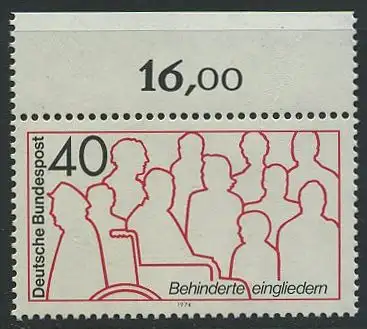 16,00
40
Deutsche Bundespost
Behinderte eingliedern
1974